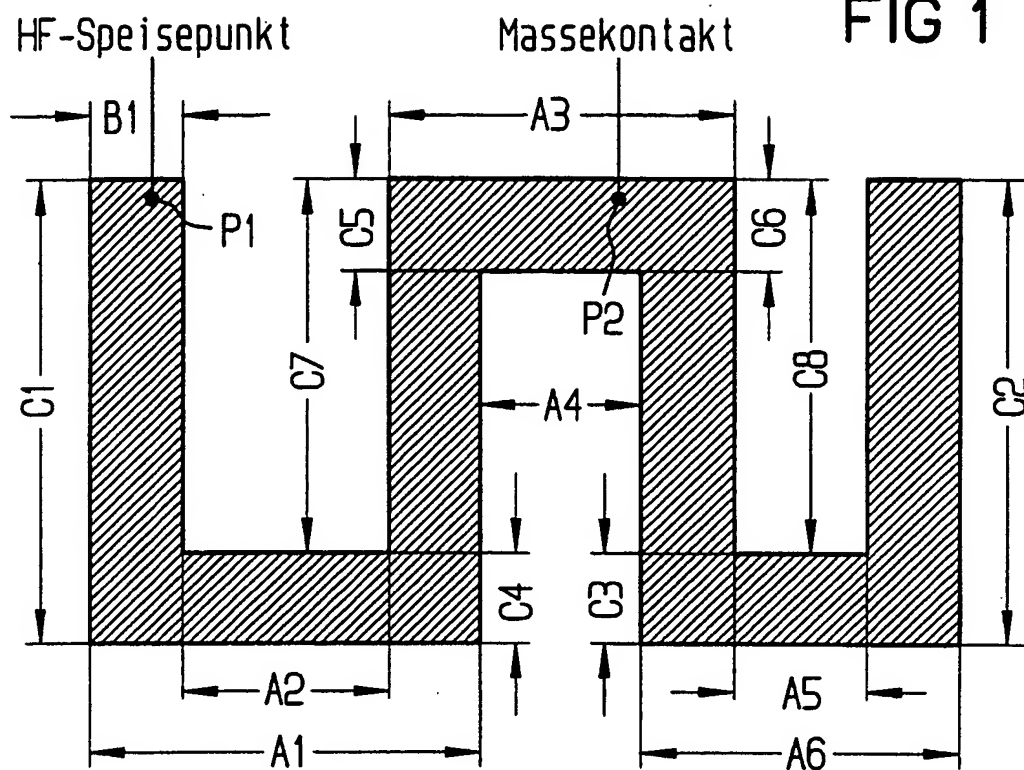 FIG 1
HF-Speisepunkt
Massekontakt
B1
A3
P1
C5
C6
P2
C1
C7
A4
C8
C2
C4
C3
A2
A5
A1
A6